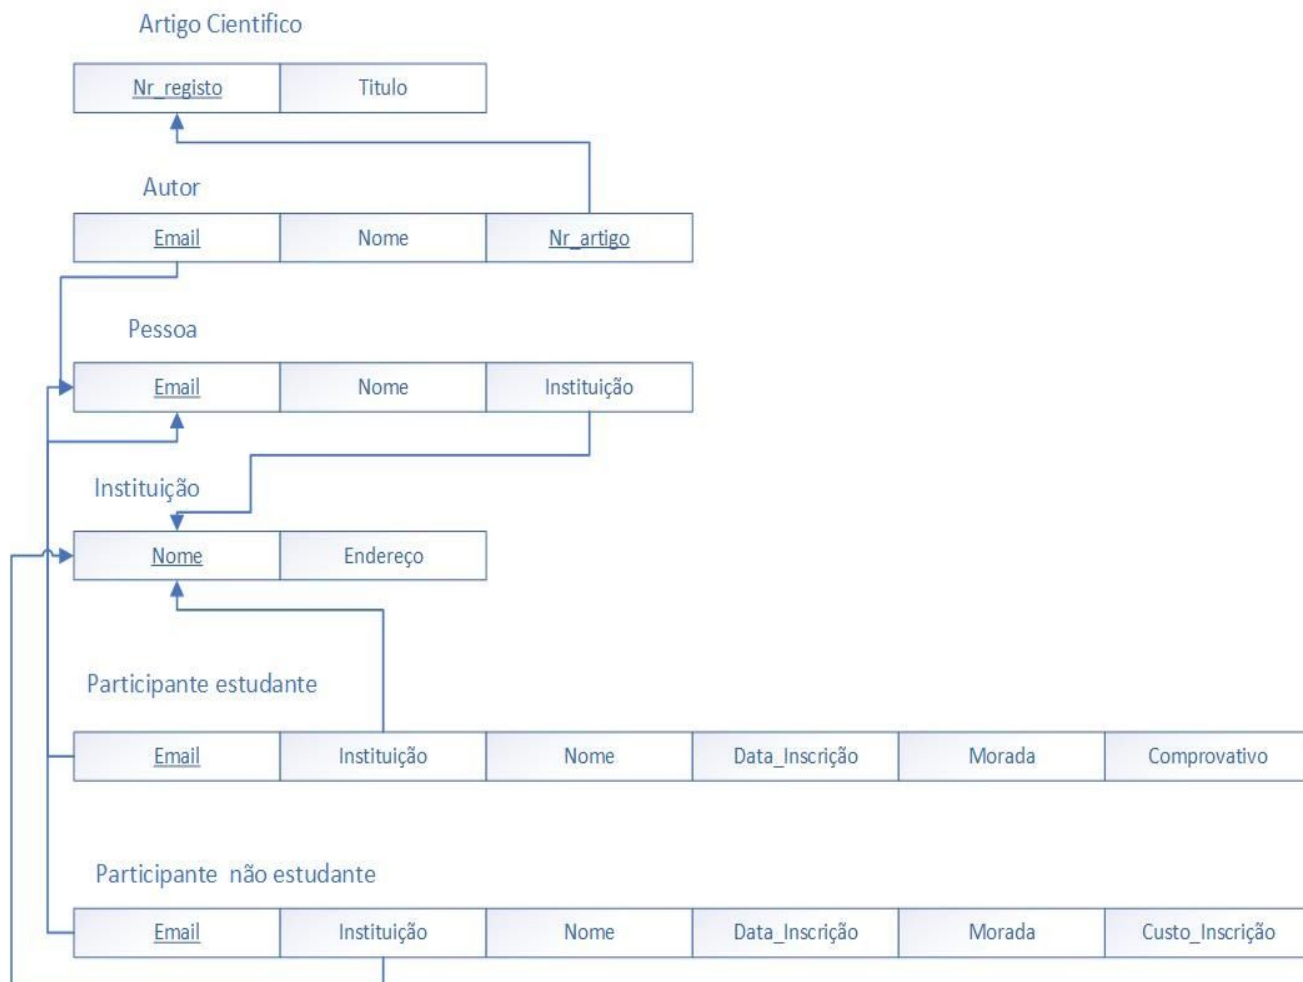 Artigo Cientifico
Nr_registo Titulo
Autor
Email Nome Nr_artigo
Pessoa
Email Nome Instituição
Instituição
Nome Endereço
Participante estudante
Email Instituição Nome Data_Inscrição Morada Comprovativo
Participante não estudante
Email Instituição Nome Data_Inscrição Morada Custo_Inscrição